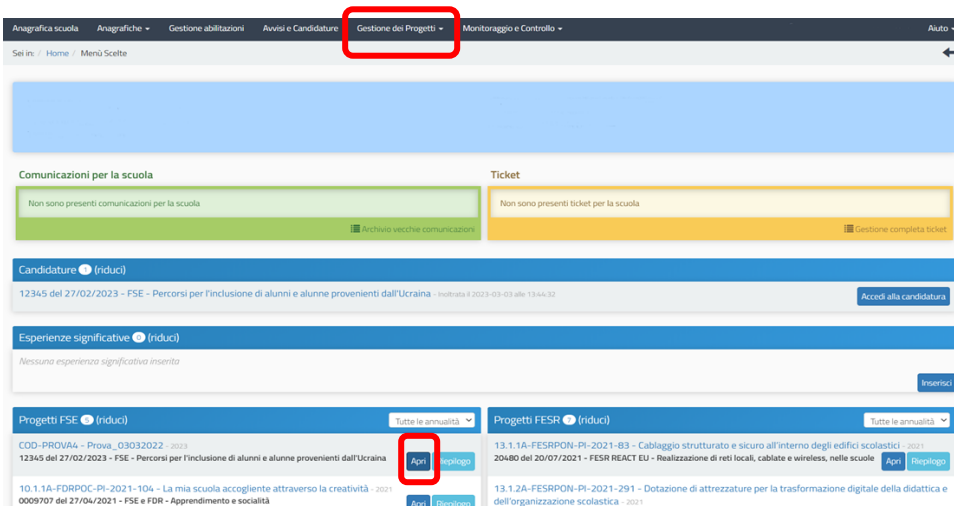 Anagrafica scuola Anagrafiche Gestione abilitazioni Avvisi e Candidature Gestione dei Progetti Monitoraggio e Controllo Aiuto
Sei in: / Home / Menù Scelte
Comunicazioni per la scuola
Non sono presenti comunicazioni per la scuola
Archivio vecchie comunicazioni
Ticket
Non sono presenti ticket per la scuola
Gestione completa ticket
Candidature 1 (riduci)
12345 del 27/02/2023 - FSE - Percorsi per l'inclusione di alunni e alunne provenienti dall'Ucraina - Inoltrata il 2023-03-03 alle 13:44:32
Accedi alla candidatura
Esperienze significative 0 (riduci)
Nessuna esperienza significativa inserita
Inserisci
Progetti FSE 5 (riduci) Tutte le annualità
COD-PROVA4 - Prova_03032022 - 2023
12345 del 27/02/2023 - FSE - Percorsi per l'inclusione di alunni e alunne provenienti dall'Ucraina
Apri Riepilogo
10.1.1A-FDRPOC-PI-2021-104 - La mia scuola accogliente attraverso la creatività - 2021
0009707 del 27/04/2021 - FSE e FDR - Apprendimento e socialità
Apri Riepilogo
Progetti FESR 7 (riduci) Tutte le annualità
13.1.1A-FESRPON-PI-2021-83 - Cablaggio strutturato e sicuro all'interno degli edifici scolastici - 2021
20480 del 20/07/2021 - FESR REACT EU - Realizzazione di reti locali, cablate e wireless, nelle scuole
Apri Riepilogo
13.1.2A-FESRPON-PI-2021-291 - Dotazione di attrezzature per la trasformazione digitale della didattica e
dell'organizzazione scolastica - 2021